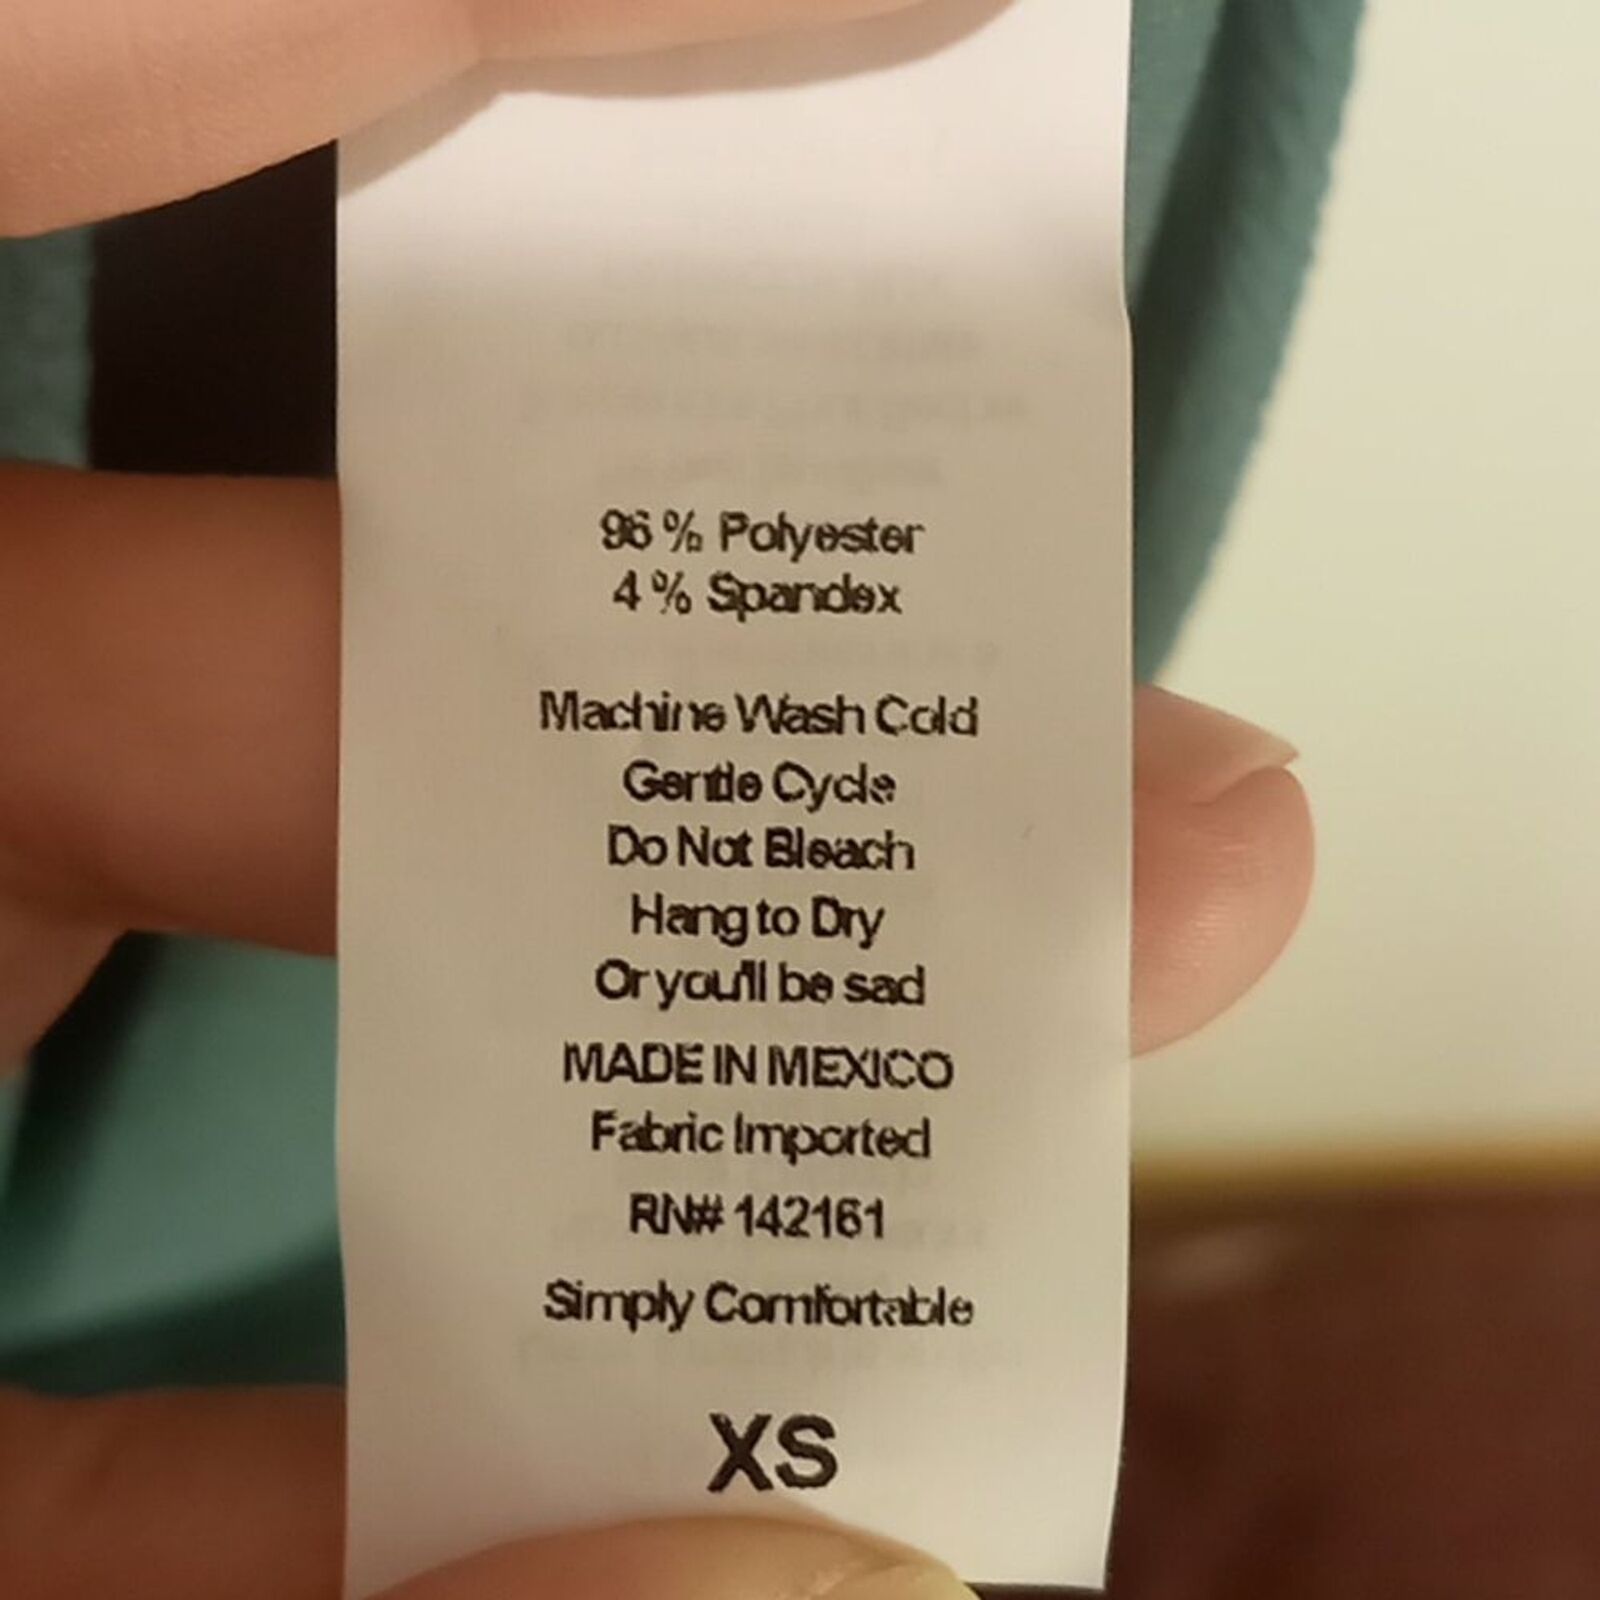 96 % Polyester
4 % Spandex
Machine Wash Cold
Gentle Cycle
Do Not Bleach
Hang to Dry
Or you'll be sad
MADE IN MEXICO
Fabric Imported
RN# 142161
Simply Comfortable
XS